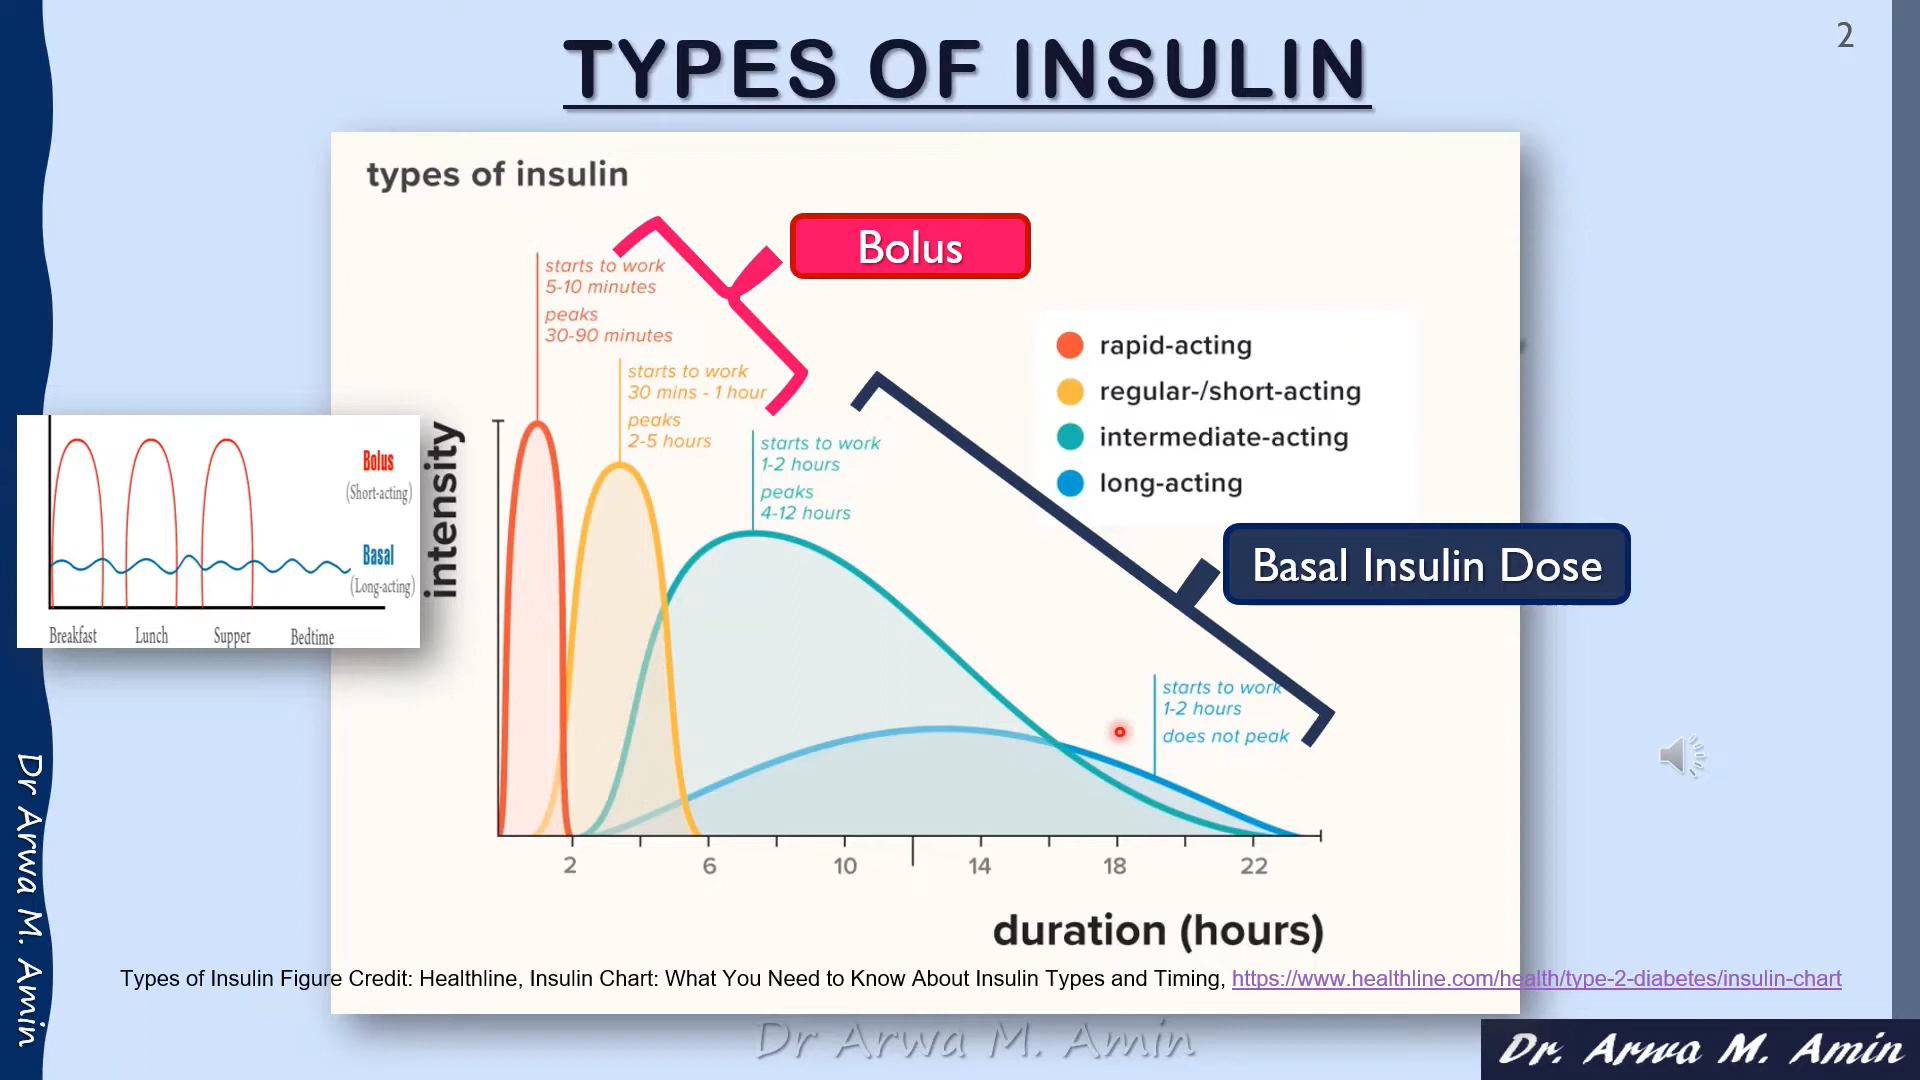 2
TYPES OF INSULIN
types of insulin
Bolus
starts to work
5-10 minutes
peaks
30-90 minutes
starts to work
30 mins - 1 hour
peaks
2-5 hours
starts to work
1-2 hours
peaks
4-12 hours
rapid-acting
regular-/short-acting
intermediate-acting
long-acting
Basal Insulin Dose
starts to work
1-2 hours
does not peak
intensity
2 6 10 14 18 22
duration (hours)
Bolus
(Short-acting)
Basal
(Long-acting)
Breakfast Lunch Supper Bedtime
Types of Insulin Figure Credit: Healthline, Insulin Chart: What You Need to Know About Insulin Types and Timing, https://www.healthline.com/health/type-2-diabetes/insulin-chart
Dr Arwa M. Amin
Dr Arwa M. Amin
Dr. Arwa M. Amin